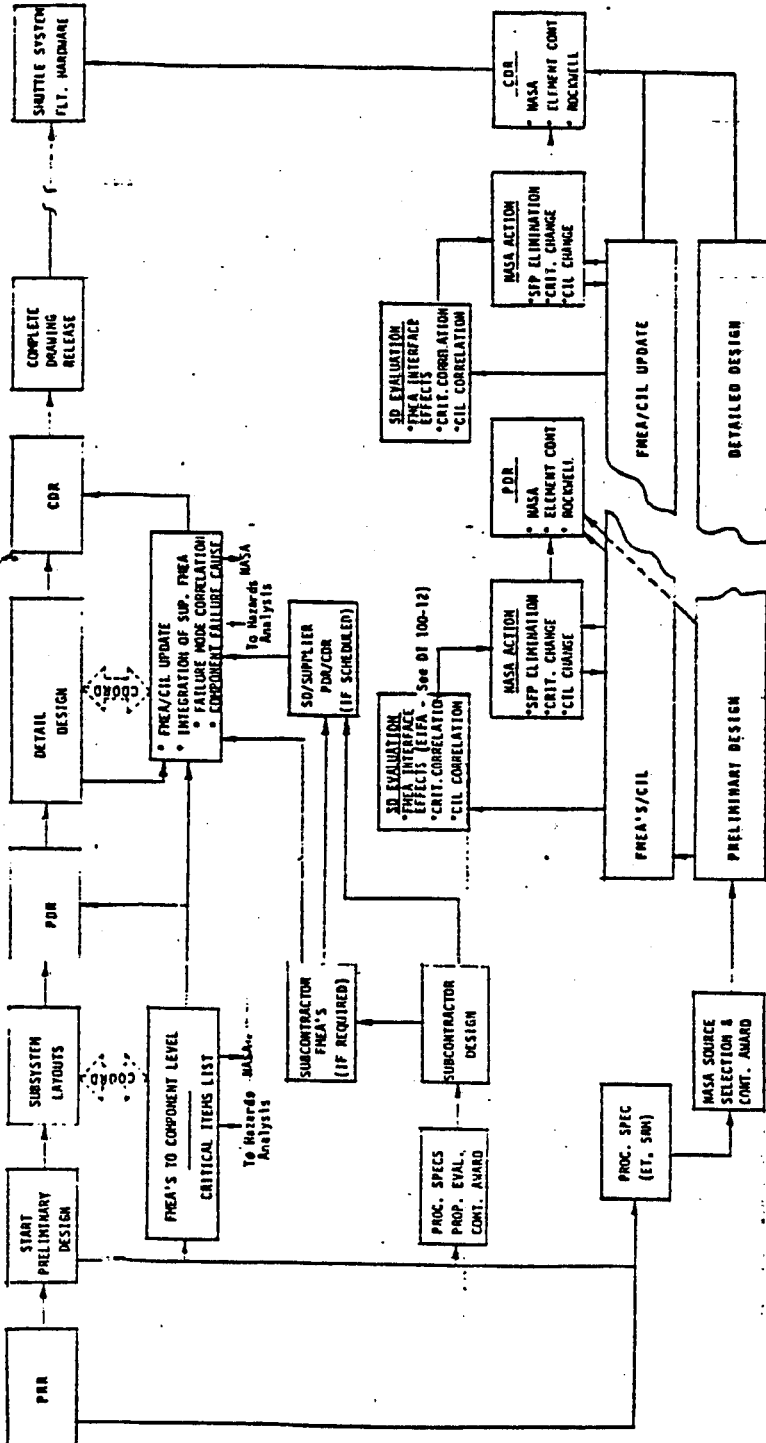 PRR
START
PRELIMINARY
DESIGN
SUBSYSTEM
LAYOUTS
PDR
DETAIL
DESIGN
CDR
COMPLETE
DRAWING
RELEASE
SHUTTLE SYSTEM
FLT. HARDWARE
COORD
COORD
FMEA'S TO COMPONENT LEVEL
CRITICAL ITEMS LIST
To Hazards
Analysis
NASA
* FMEA/CIL UPDATE
* INTEGRATION OF SUP. FMEA
* FAILURE MODE CORRELATION
* COMPONENT FAILURE CAUSE
To Hazards
Analysis
NASA
SUBCONTRACTOR
FMEA'S
(IF REQUIRED)
SD/SUPPLIER
PDR/CDR
(IF SCHEDULED)
PROC. SPECS
PROP. EVAL.,
CONT. AWARD
SUBCONTRACTOR
DESIGN
SD EVALUATION
*FMEA INTERFACE
EFFECTS (EIFA - See DI 100-12)
*CRIT.CORRELATIO
*CIL CORRELATION
SD EVALUATION
*FMEA INTERFACE
EFFECTS
*CRIT.CORRELATION
*CIL CORRELATION
NASA ACTION
*SFP ELIMINATION
*CRIT. CHANGE
*CIL CHANGE
PDR
* NASA
* ELEMENT CONT.
* ROCKWELL
NASA ACTION
*SFP ELIMINATION
*CRIT. CHANGE
*CIL CHANGE
CDR
* NASA
* ELEMENT CONT
* ROCKWELL
PROC. SPEC
(ET. SRM)
NASA SOURCE
SELECTION &
CONT. AWARD
FMEA'S/CIL
PRELIMINARY DESIGN
FMEA/CIL UPDATE
DETAILED DESIGN